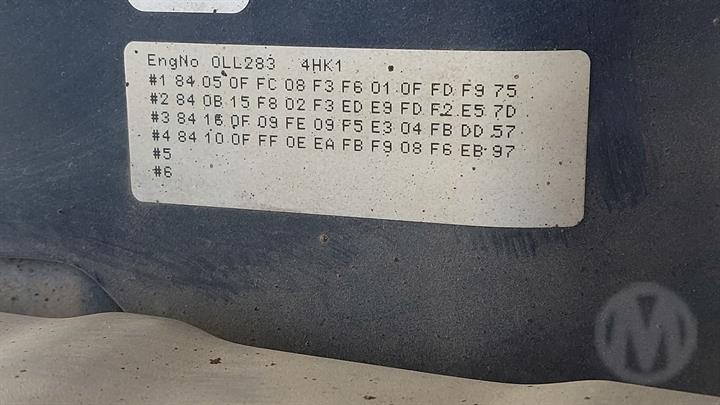 EngNo 0LL283 4HK1
#1 84 05 0F FC 08 F3 F6 01 0F FD F9 75
#2 84 0B 15 F8 02 F3 ED E9 FD F2 E5 7D
#3 84 16 0F 09 FE 09 F5 E3 04 FB DD 57
#4 84 10 0F FF 0E EA FB F9 08 F6 EB 97
#5
#6
M